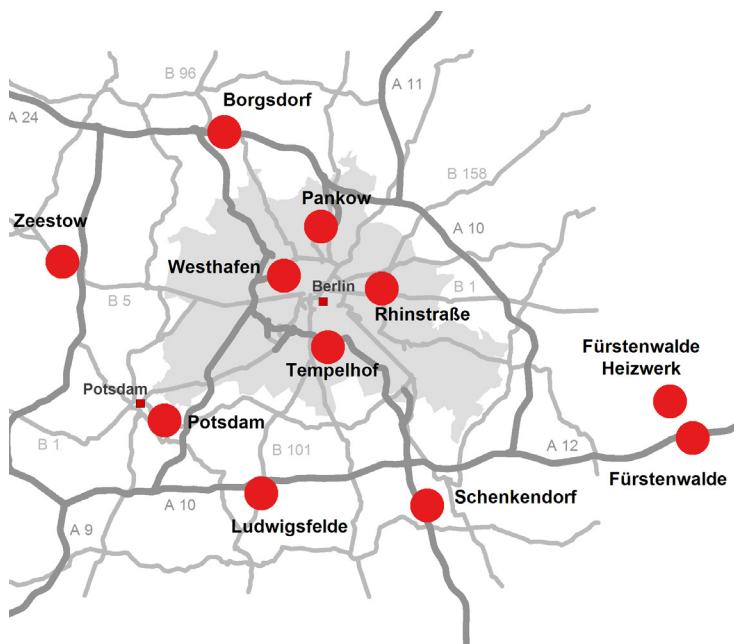 B 96
A 11
Borgsdorf
A 24
B 158
Pankow
Zeestow
A 10
Westhafen
Berlin
B 5
B 1
Rhinstraße
Fürstenwalde
Heizwerk
Tempelhof
Potsdam
Potsdam
B 1
B 101
A 12
Fürstenwalde
A 10
Schenkendorf
Ludwigsfelde
A 9